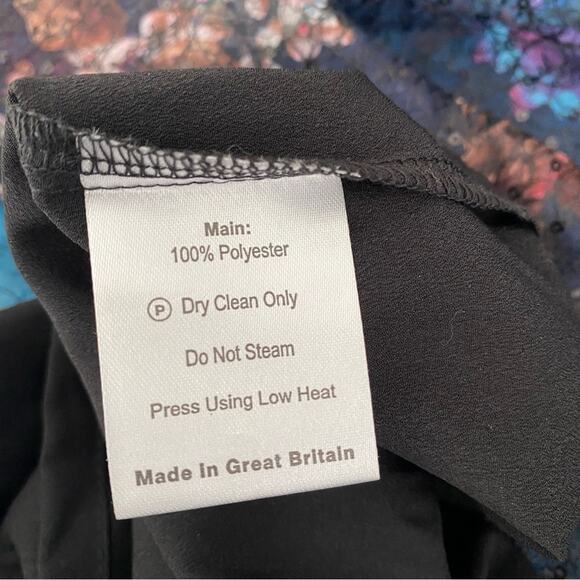 Main:
100% Polyester
P Dry Clean Only
Do Not Steam
Press Using Low Heat
Made in Great Britain